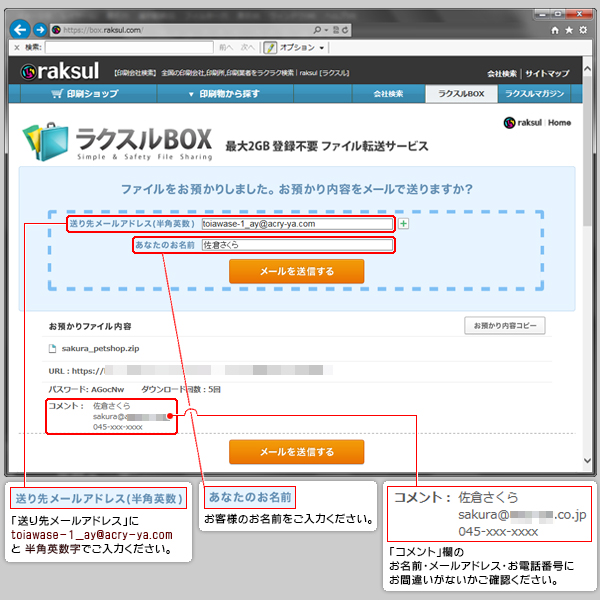 https://box.raksul.com/
× 検索: 前へ 次へ オプション
raksul 【印刷会社検索】 全国の印刷会社,印刷所,印刷業者をラクラク検索 | raksul [ラクスル] 会社検索 | サイトマップ
印刷ショップ ▼ 印刷物から探す 会社検索 ラクスルBOX ラクスルマガジン
raksul Home
ラクスルBOX 最大2GB 登録不要 ファイル転送サービス
Simple & Safety File Sharing
ファイルをお預かりしました。お預かり内容をメールで送りますか?
送り先メールアドレス(半角英数) toiawase-1_ay@acry-ya.com +
あなたのお名前 佐倉さくら
メールを送信する
お預かりファイル内容 お預かり内容コピー
sakura_petshop.zip
URL : https://
パスワード: AGocNw ダウンロード回数 : 5回
コメント : 佐倉さくら
sakura@
045-xxx-xxxx
メールを送信する
送り先メールアドレス(半角英数)
「送り先メールアドレス」に
toiawase-1_ay@acry-ya.com
と 半角英数字でご入力ください。
あなたのお名前
お客様のお名前をご入力ください。
コメント : 佐倉さくら
sakura@ .co.jp
045-xxx-xxxx
「コメント」欄の
お名前・メールアドレス・お電話番号に
お間違いがないかご確認ください。